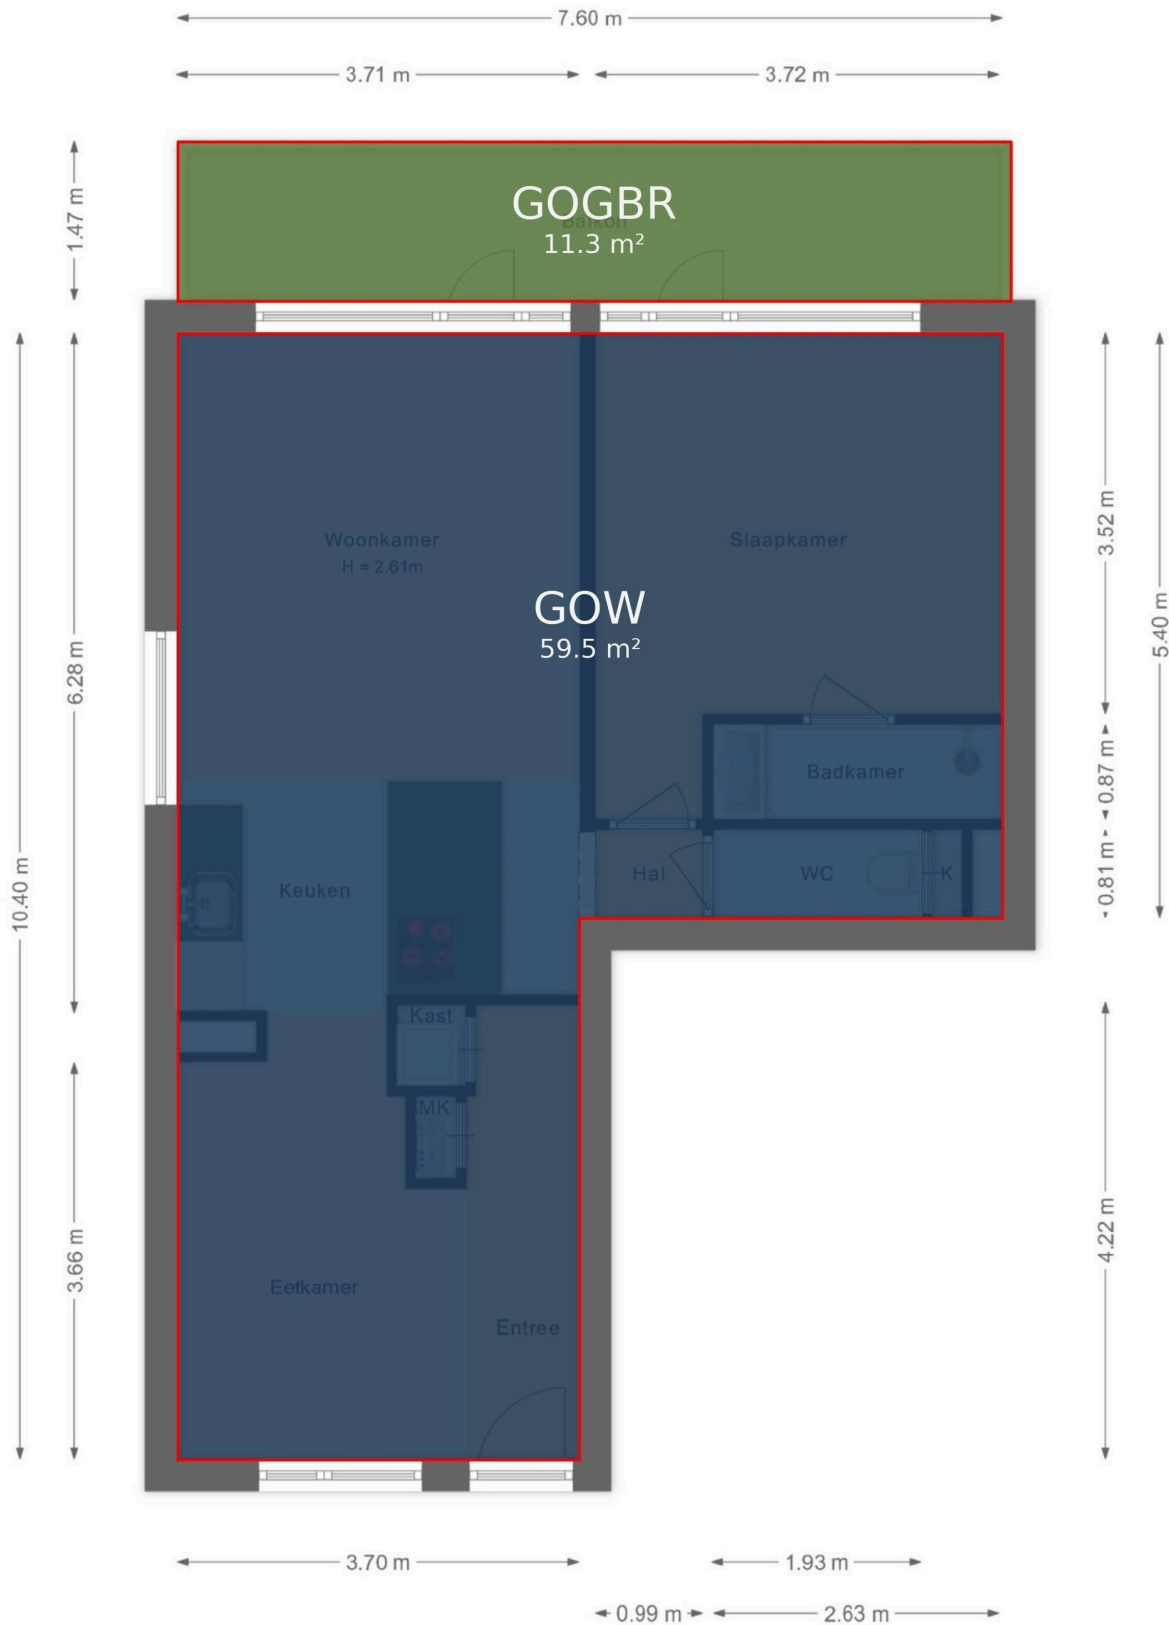 7.60 m
3.71 m
3.72 m
1.47 m
GOGBR
Balkon
11.3 m²
10.40 m
6.28 m
3.66 m
Woonkamer
H = 2.61m
Slaapkamer
GOW
59.5 m²
3.52 m
5.40 m
0.87 m
0.81 m
Badkamer
Keuken
Hal
WC
K
Kast
MK
Eetkamer
Entree
4.22 m
3.70 m
1.93 m
0.99 m
2.63 m